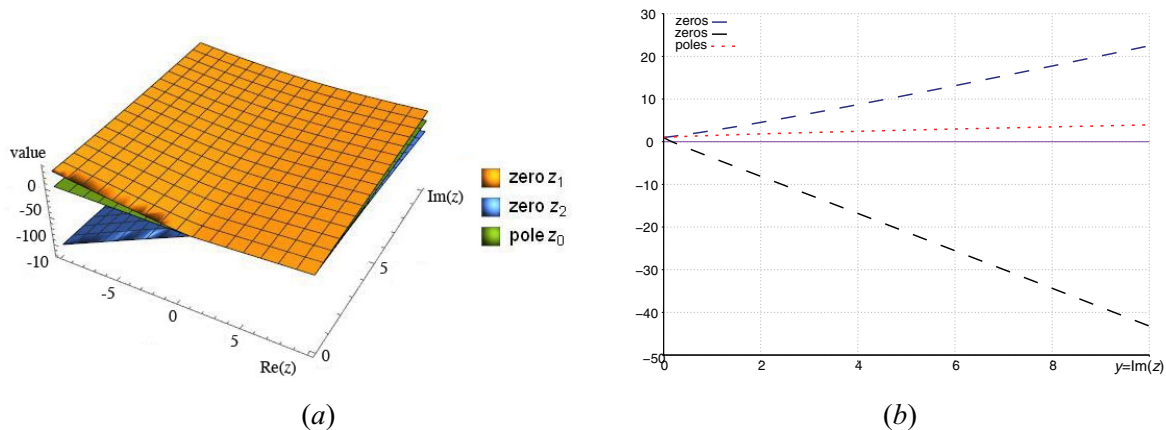 value
0
-50
-100
-10
-5
0
5
Re(z)
0
5
Im(z)
zero z1
zero z2
pole z0
(a)
30
zeros
zeros
poles
20
10
0
-10
-20
-30
-40
-50
0
2
4
6
8
y=Im(z)
(b)